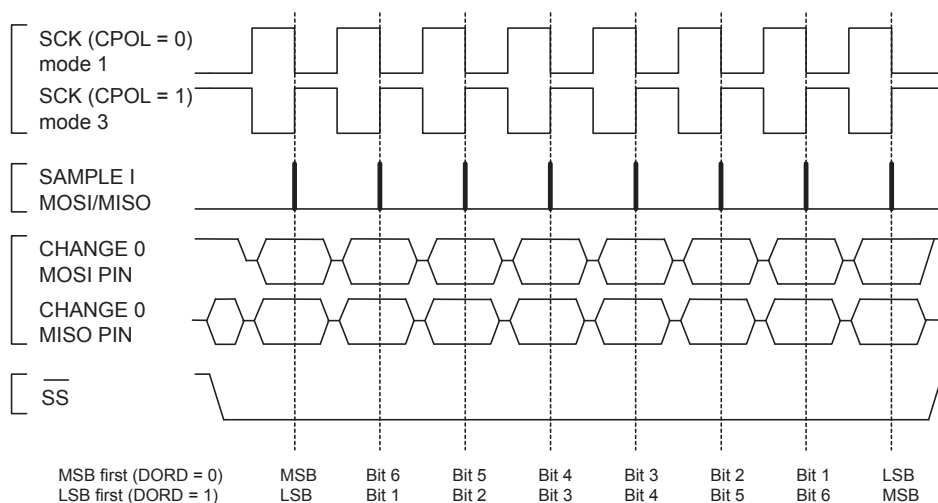 SCK (CPOL = 0)
mode 1
SCK (CPOL = 1)
mode 3
SAMPLE I
MOSI/MISO
CHANGE 0
MOSI PIN
CHANGE 0
MISO PIN
SS
MSB first (DORD = 0) MSB Bit 6 Bit 5 Bit 4 Bit 3 Bit 2 Bit 1 LSB
LSB first (DORD = 1) LSB Bit 1 Bit 2 Bit 3 Bit 4 Bit 5 Bit 6 MSB